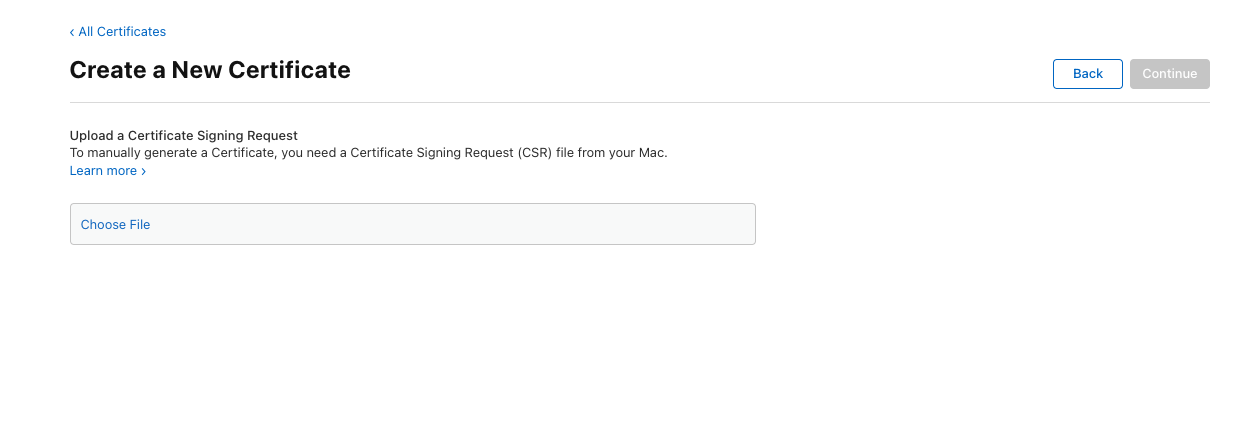 ‹ All Certificates
Create a New Certificate
Back
Continue
Upload a Certificate Signing Request
To manually generate a Certificate, you need a Certificate Signing Request (CSR) file from your Mac.
Learn more ›
Choose File